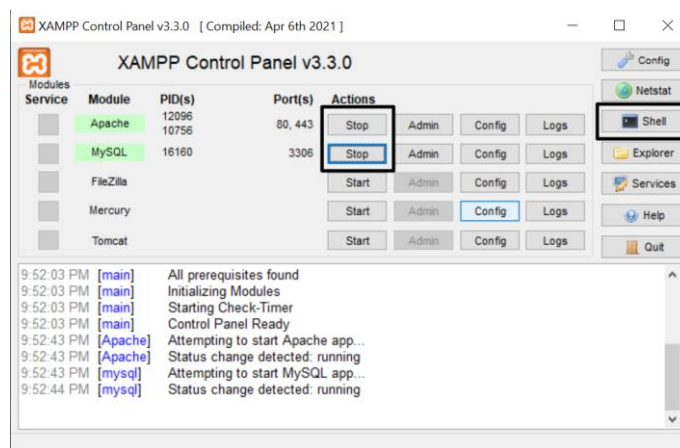 XAMPP Control Panel v3.3.0 [ Compiled: Apr 6th 2021 ]
XAMPP Control Panel v3.3.0
Config
Modules
Service Module PID(s) Port(s) Actions
Netstat
Apache 12096 10756 80, 443 Stop Admin Config Logs
Shell
MySQL 16160 3306 Stop Admin Config Logs
Explorer
FileZilla Start Admin Config Logs
Services
Mercury Start Admin Config Logs
Help
Tomcat Start Admin Config Logs
Quit
9:52:03 PM [main] All prerequisites found
9:52:03 PM [main] Initializing Modules
9:52:03 PM [main] Starting Check-Timer
9:52:03 PM [main] Control Panel Ready
9:52:43 PM [Apache] Attempting to start Apache app...
9:52:43 PM [Apache] Status change detected: running
9:52:43 PM [mysql] Attempting to start MySQL app...
9:52:44 PM [mysql] Status change detected: running